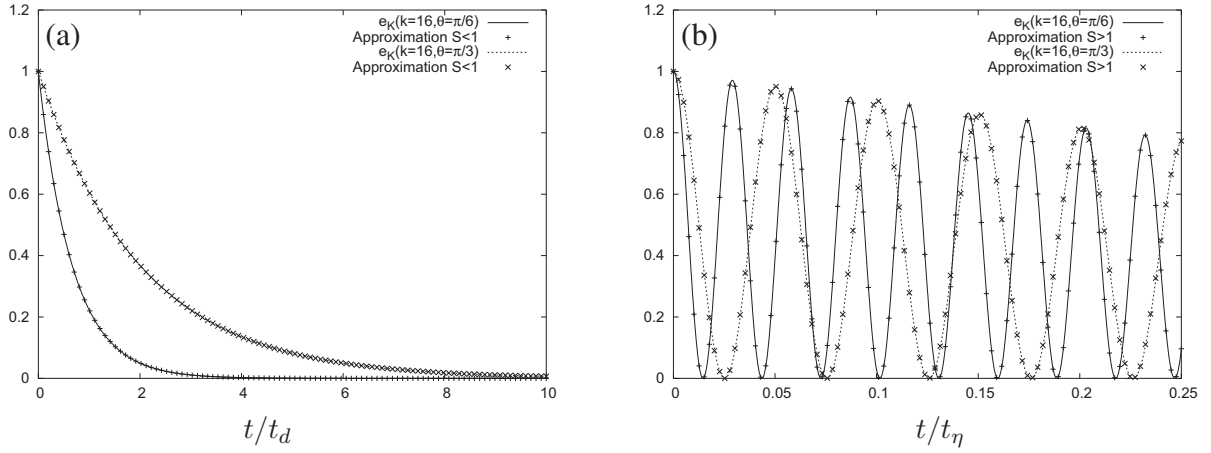 (a)
e_K(k=16,θ=π/6)
Approximation S<1
e_K(k=16,θ=π/3)
Approximation S<1
1.2
1
0.8
0.6
0.4
0.2
0
0 2 4 6 8 10
t/t_d
(b)
e_K(k=16,θ=π/6)
Approximation S>1
e_K(k=16,θ=π/3)
Approximation S>1
1.2
1
0.8
0.6
0.4
0.2
0
0 0.05 0.1 0.15 0.2 0.25
t/t_η